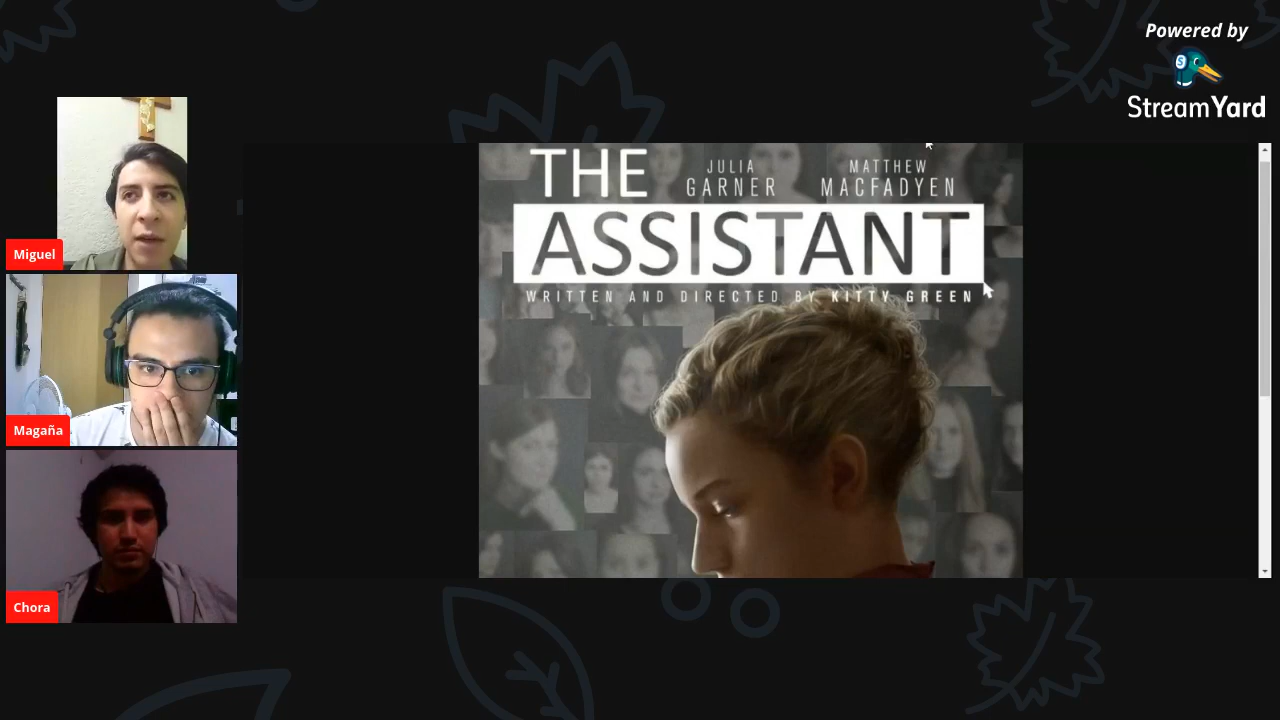 Powered by
StreamYard
Miguel
Magaña
Chora
THE
JULIA GARNER
MATTHEW MACFADYEN
ASSISTANT
WRITTEN AND DIRECTED BY KITTY GREEN